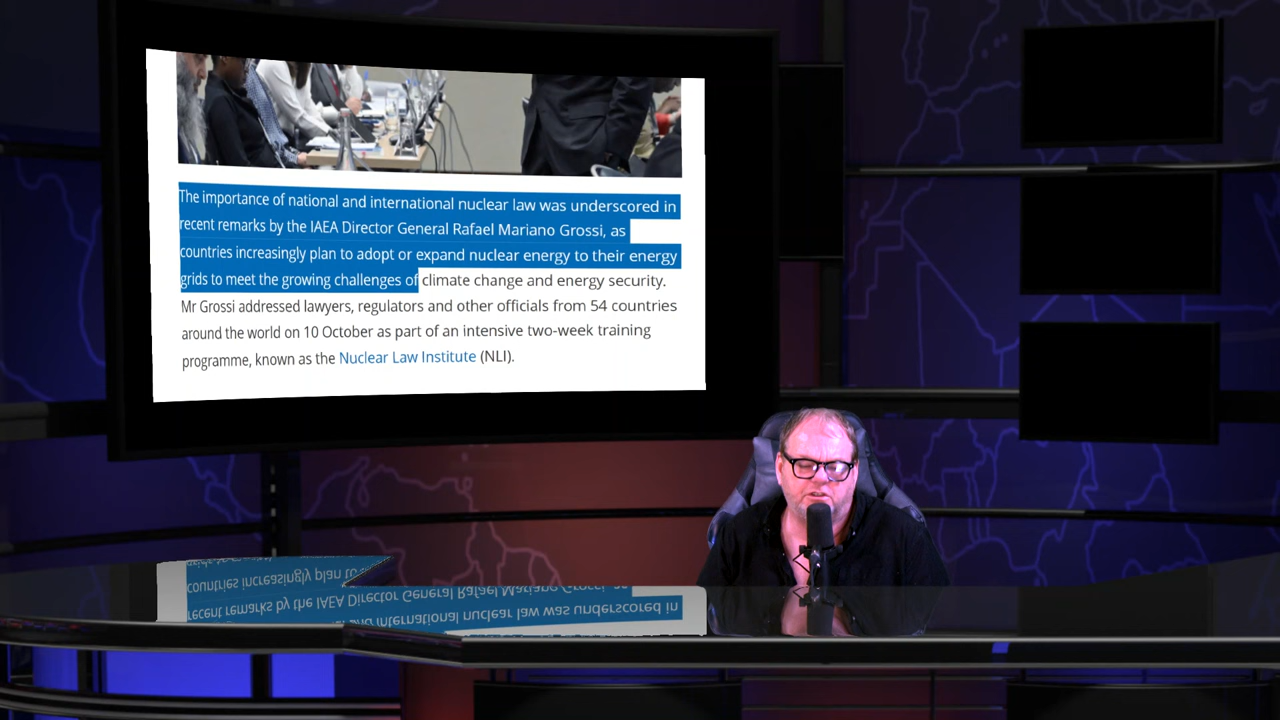 The importance of national and international nuclear law was underscored in
recent remarks by the IAEA Director General Rafael Mariano Grossi, as
countries increasingly plan to adopt or expand nuclear energy to their energy
grids to meet the growing challenges of climate change and energy security.
Mr Grossi addressed lawyers, regulators and other officials from 54 countries
around the world on 10 October as part of an intensive two-week training
programme, known as the Nuclear Law Institute (NLI).